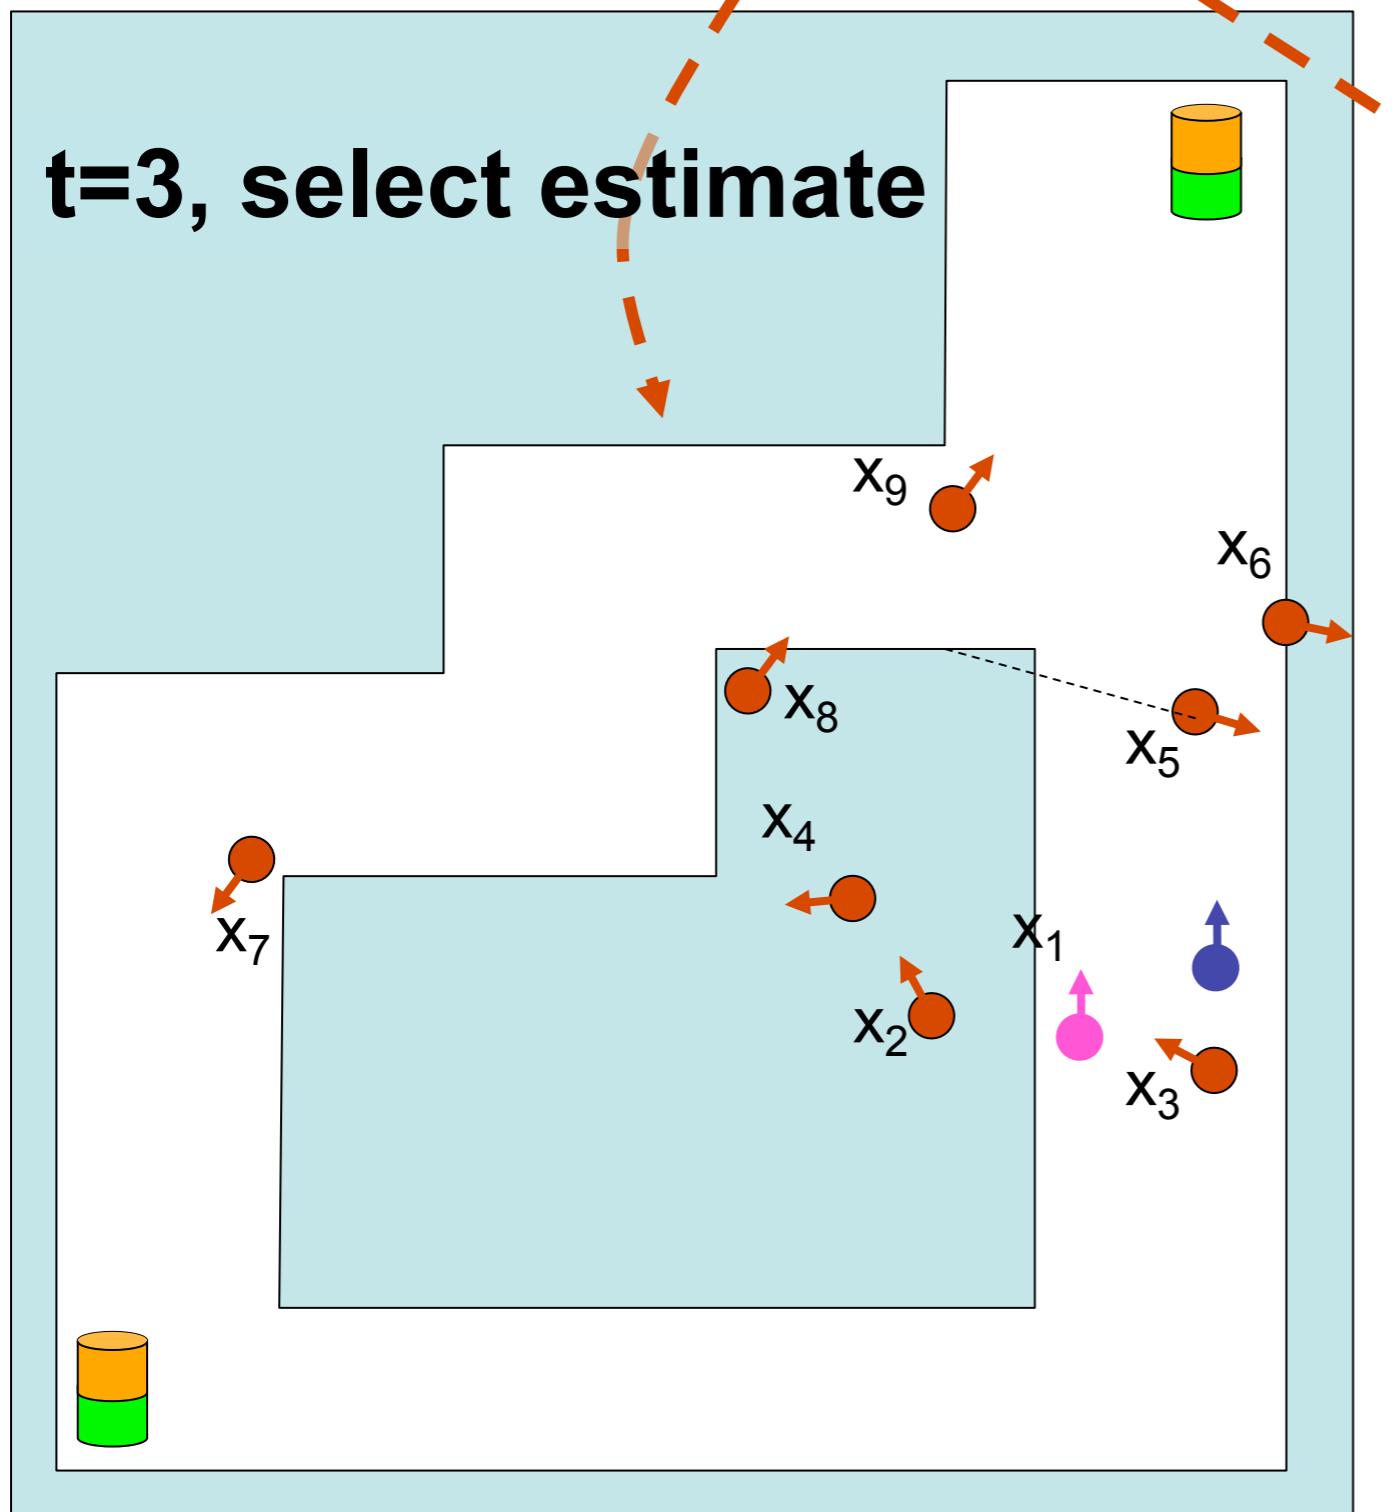 t=3, select estimate
x₉
x₆
x₈
x₅
x₄
x₇
x₁
x₂
x₃